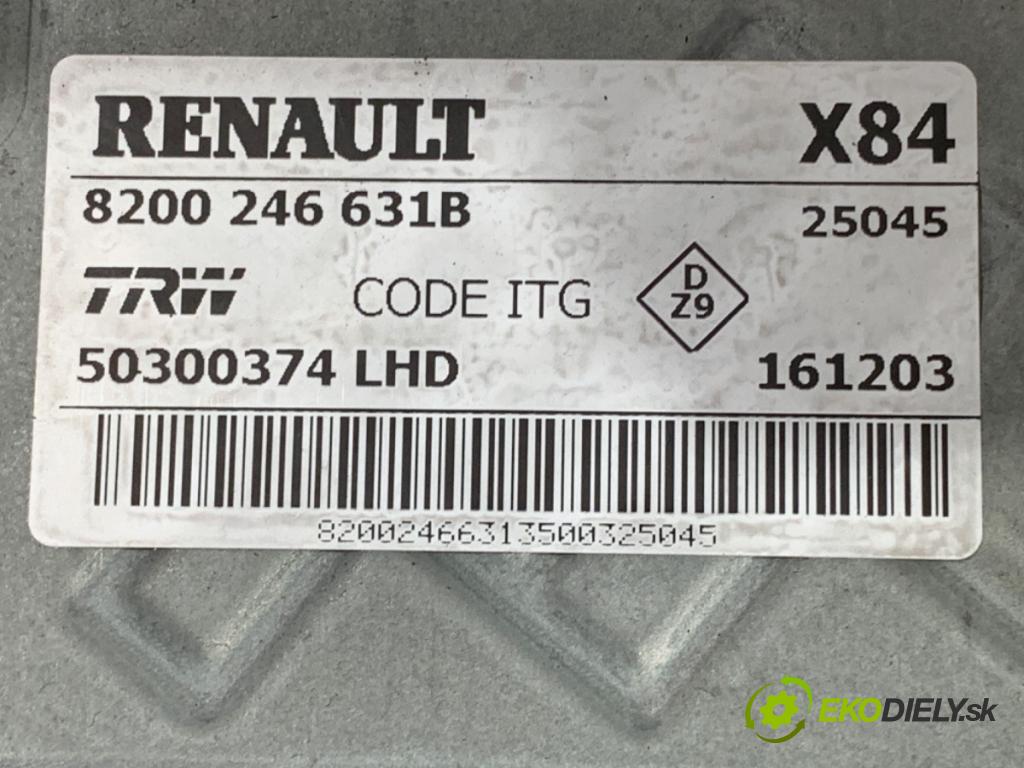 RENAULT X84
8200 246 631B 25045
TRW CODE ITG D Z9
50300374 LHD 161203
82002466313500325045
EKODIELY.sk